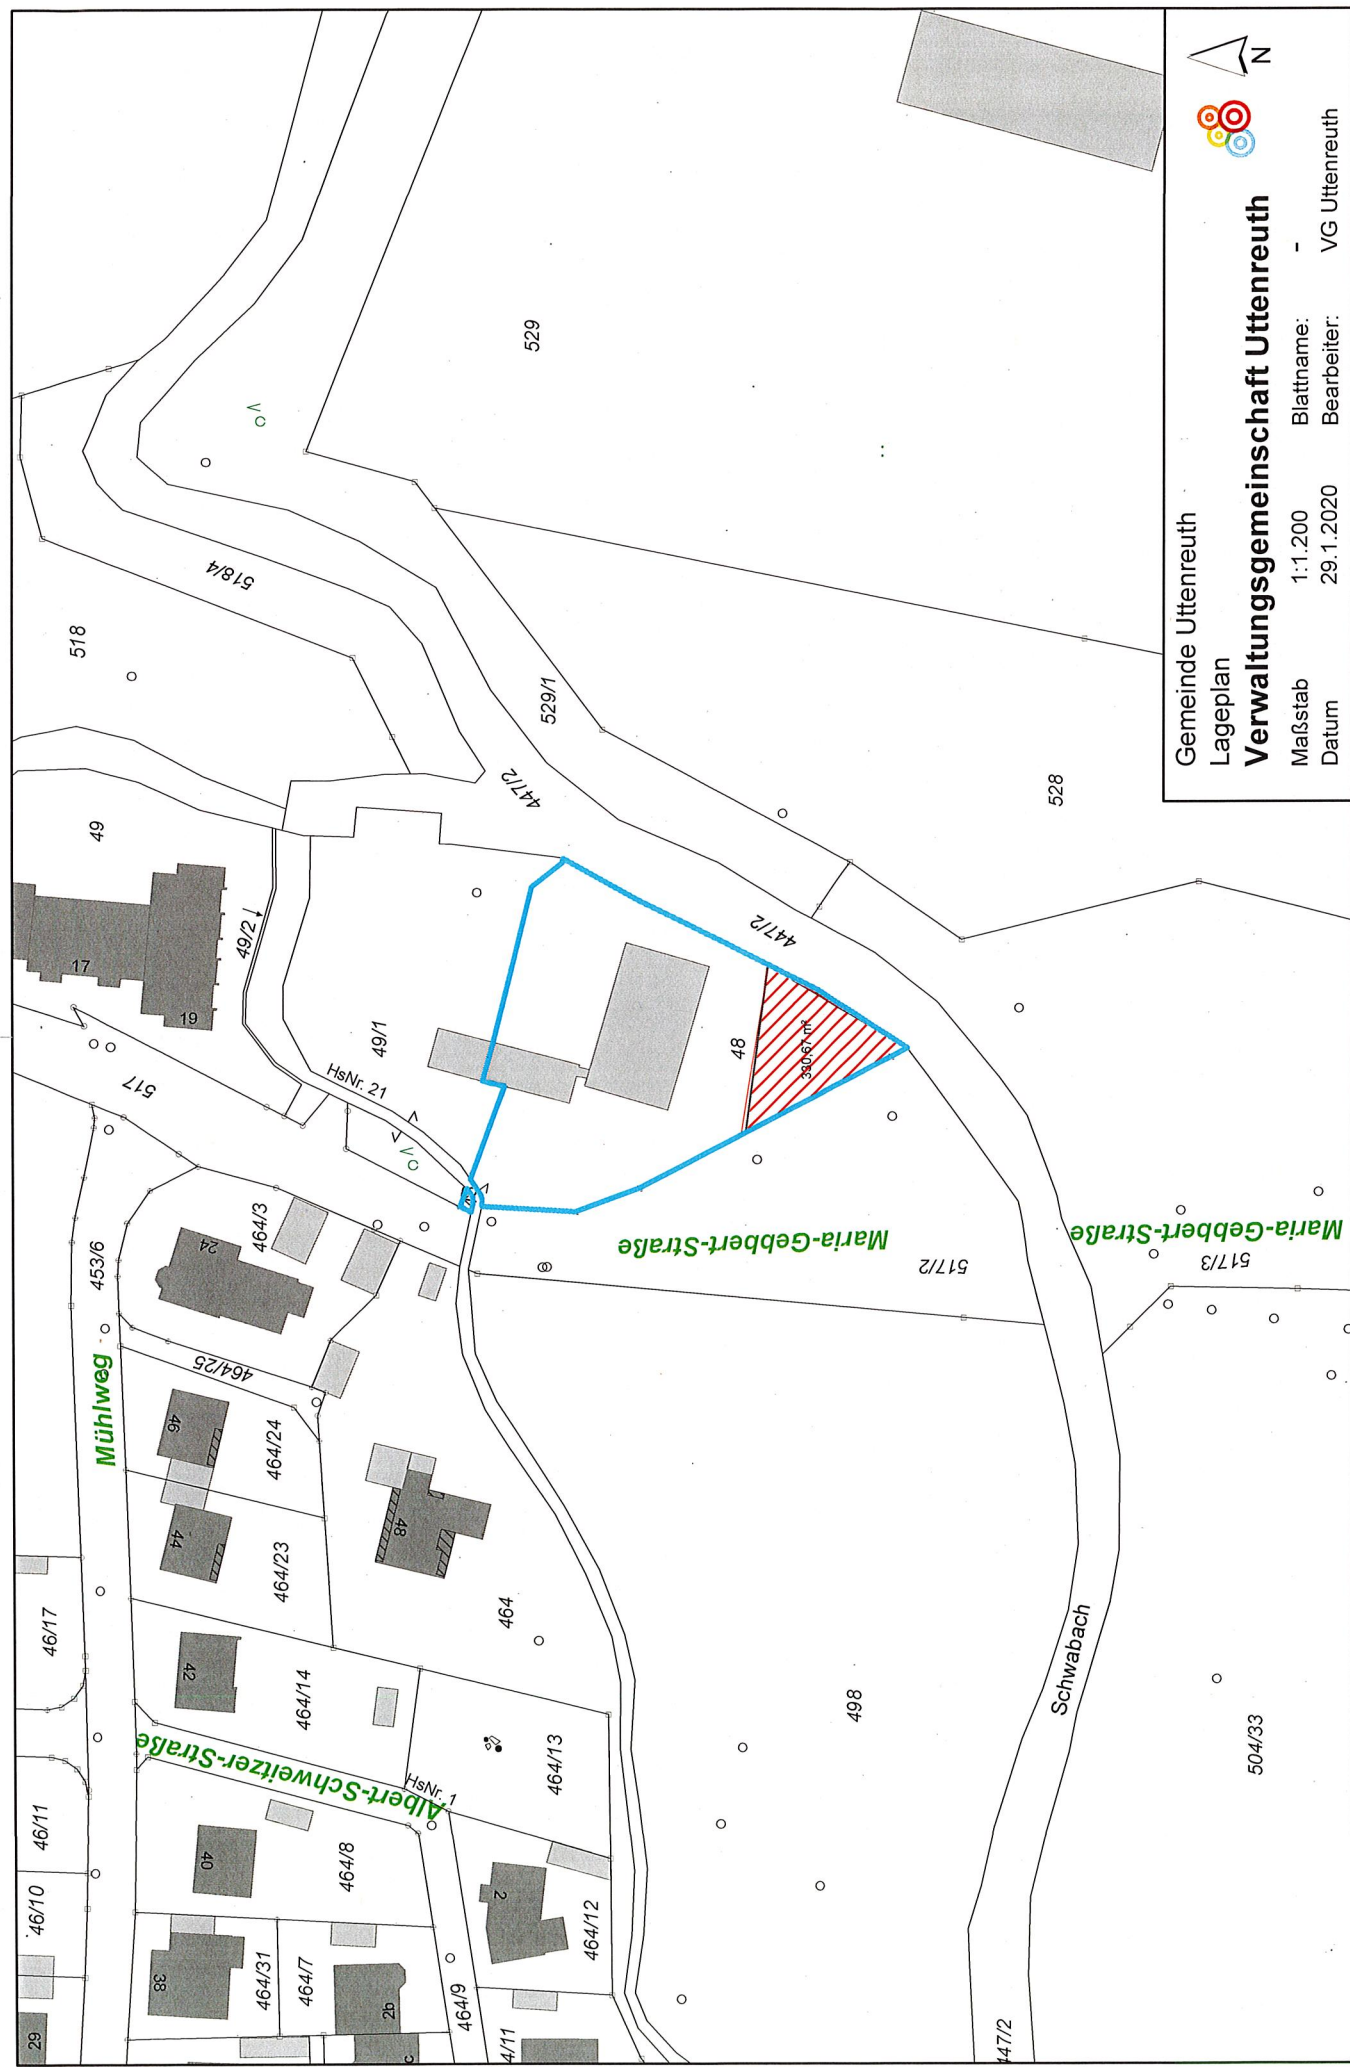 Gemeinde Uttenreuth
Lageplan
Verwaltungsgemeinschaft Uttenreuth
Maßstab 1:1.200 Blattname: -
Datum 29.1.2020 Bearbeiter: VG Uttenreuth
N
29
46/10
46/11
46/17
Mühlweg
453/6
517
17
19
49
518
518/4
38
464/31
40
464/8
Albert-Schweitzer-Straße
42
464/14
44
464/23
46
464/24
464/25
24
464/3
HsNr. 21
49/2
49/1
464/7
2b
c
464/9
HsNr. 1
48
464
447/2
529/1
529
4/11
2
464/12
464/13
Maria-Gebbert-Straße
517/2
48
330,67 m²
447/2
528
498
Schwabach
447/2
504/33
Maria-Gebbert-Straße
517/3